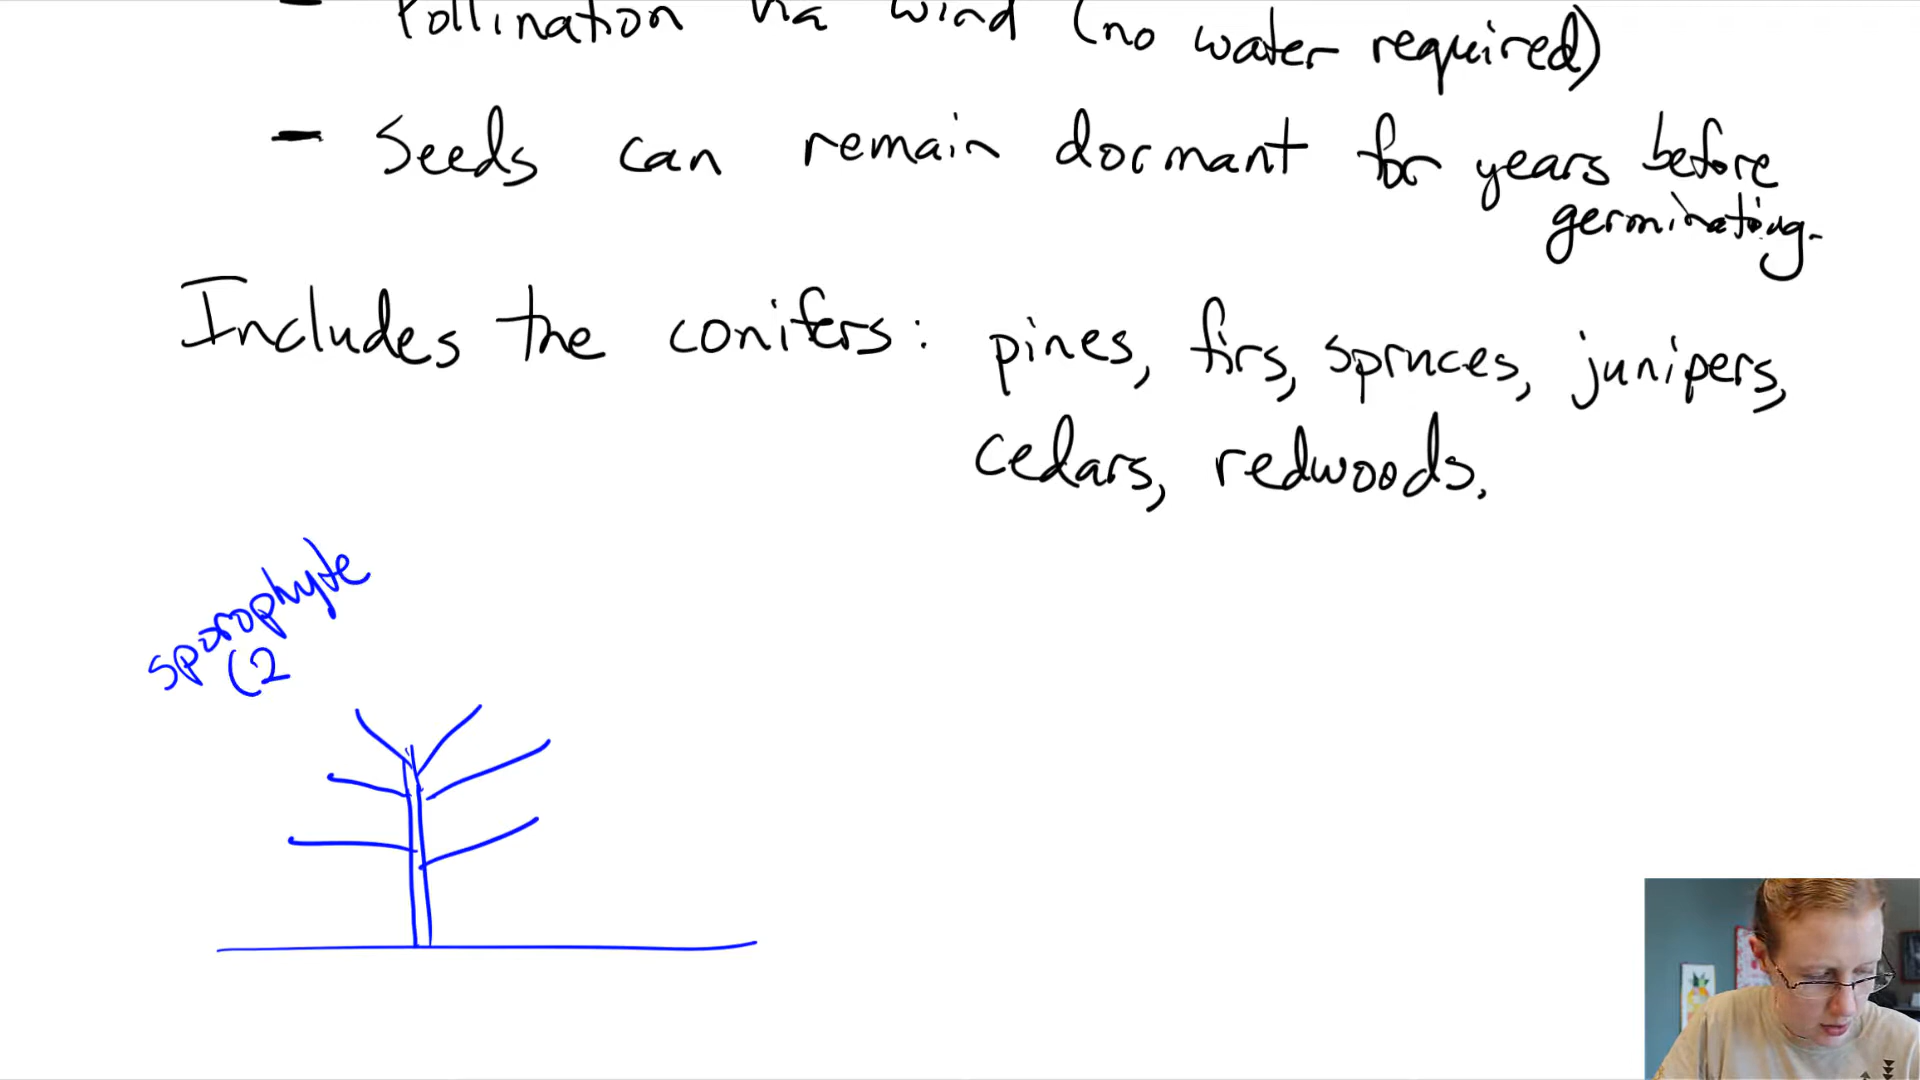 - Pollination via wind (no water required)
- Seeds can remain dormant for years before
germinating.
Includes the conifers: pines, firs, spruces, junipers,
cedars, redwoods.
sporophyte
(2